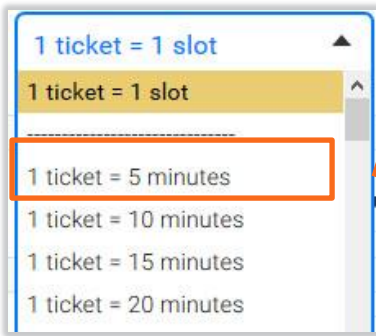 1 ticket = 1 slot
1 ticket = 1 slot
------------------------------
1 ticket = 5 minutes
1 ticket = 10 minutes
1 ticket = 15 minutes
1 ticket = 20 minutes